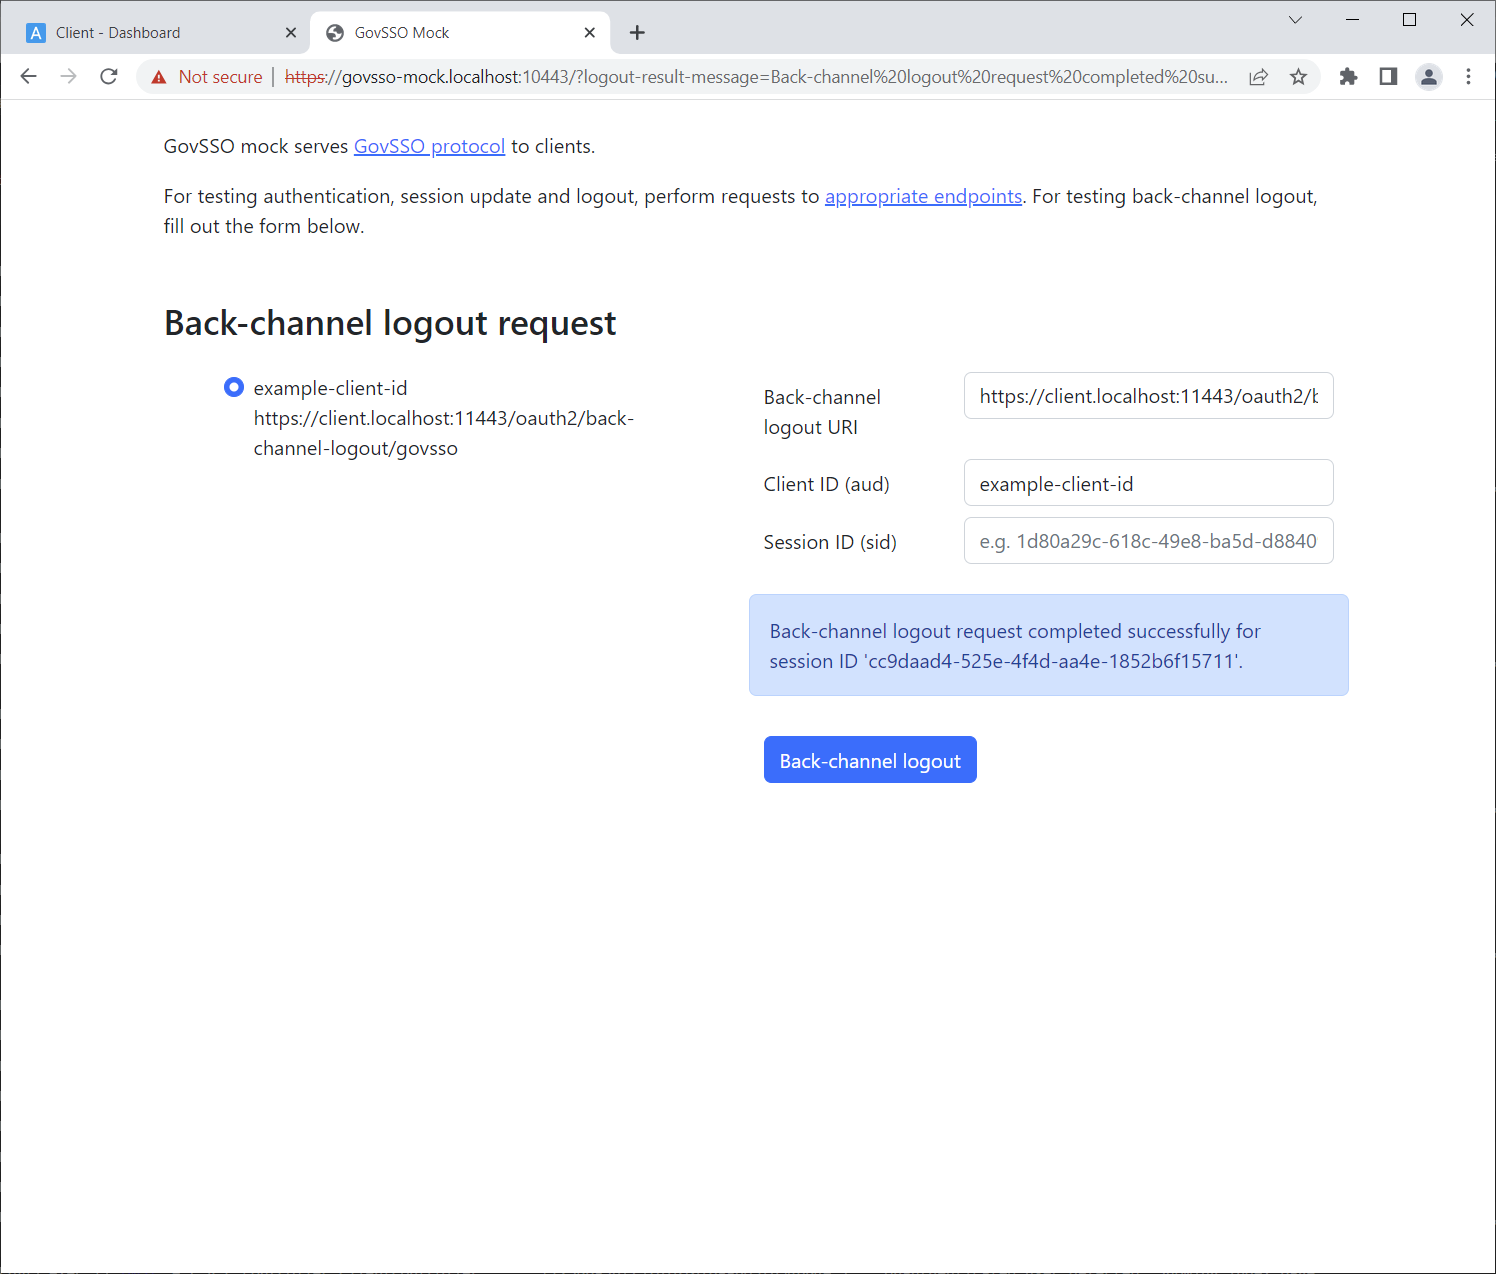 A Client - Dashboard
GovSSO Mock
Not secure | https://govsso-mock.localhost:10443/?logout-result-message=Back-channel%20logout%20request%20completed%20su...
GovSSO mock serves GovSSO protocol to clients.
For testing authentication, session update and logout, perform requests to appropriate endpoints. For testing back-channel logout,
fill out the form below.
Back-channel logout request
example-client-id
https://client.localhost:11443/oauth2/back-
channel-logout/govsso
Back-channel
logout URI
https://client.localhost:11443/oauth2/b
Client ID (aud)
example-client-id
Session ID (sid)
e.g. 1d80a29c-618c-49e8-ba5d-d8840
Back-channel logout request completed successfully for
session ID 'cc9daad4-525e-4f4d-aa4e-1852b6f15711'.
Back-channel logout